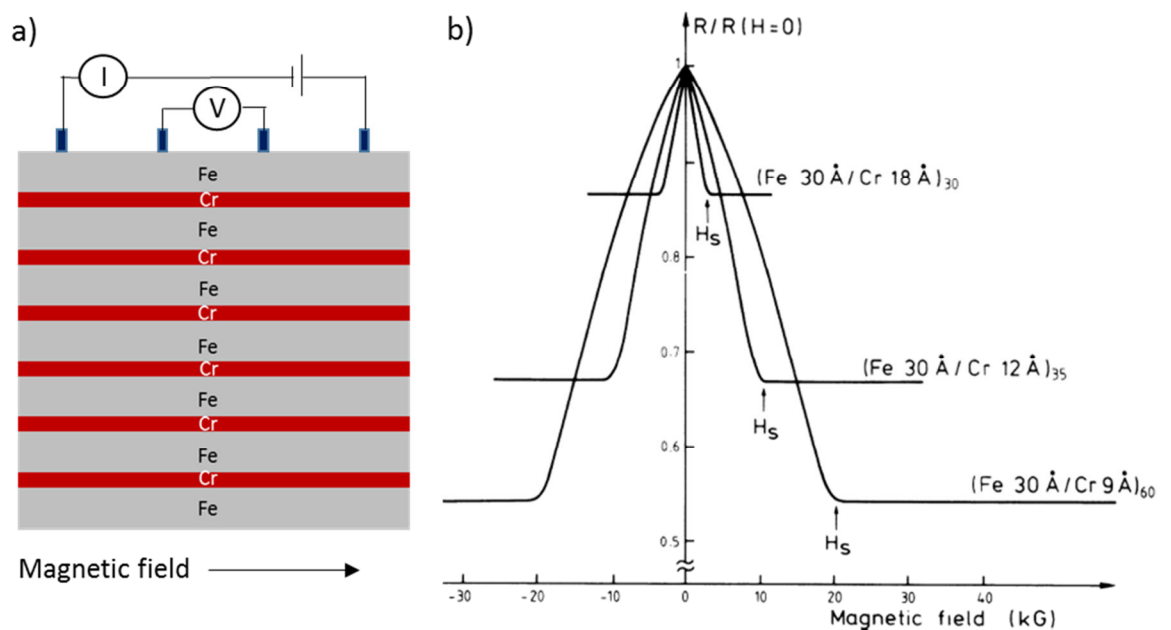 a)
I
V
Fe
Cr
Fe
Cr
Fe
Cr
Fe
Cr
Fe
Cr
Fe
Cr
Fe
Magnetic field
b)
R/R(H=0)
1
(Fe 30 Å/Cr 18 Å)30
Hs
0.8
0.7
(Fe 30 Å/Cr 12 Å)35
Hs
0.6
(Fe 30 Å/Cr 9 Å)60
Hs
0.5
-30 -20 -10 0 10 20 30 40
Magnetic field (kG)